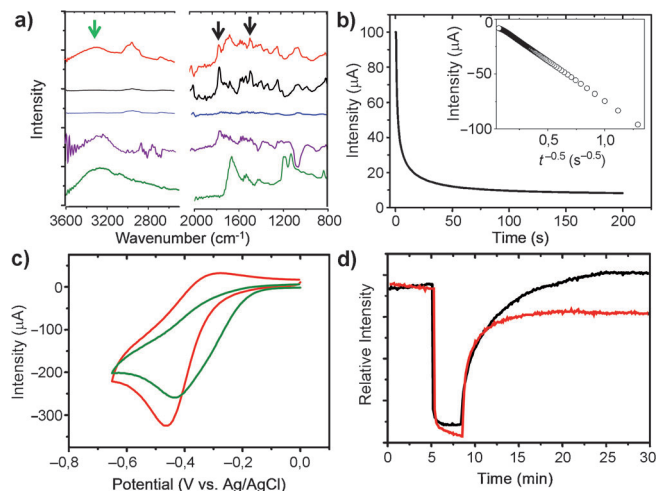 a)
Intensity
3600
2800
2000
1600
1200
800
Wavenumber (cm⁻¹)
b)
Intensity (µA)
100
80
60
40
20
0
0
50
100
150
200
Time (s)
Intensity (µA)
0
−50
−100
0,5
1,0
t⁻⁰·⁵ (s⁻⁰·⁵)
c)
Intensity (µA)
0
−100
−200
−300
−0,8
−0,6
−0,4
−0,2
0,0
Potential (V vs. Ag/AgCl)
d)
Relative Intensity
0
5
10
15
20
25
30
Time (min)